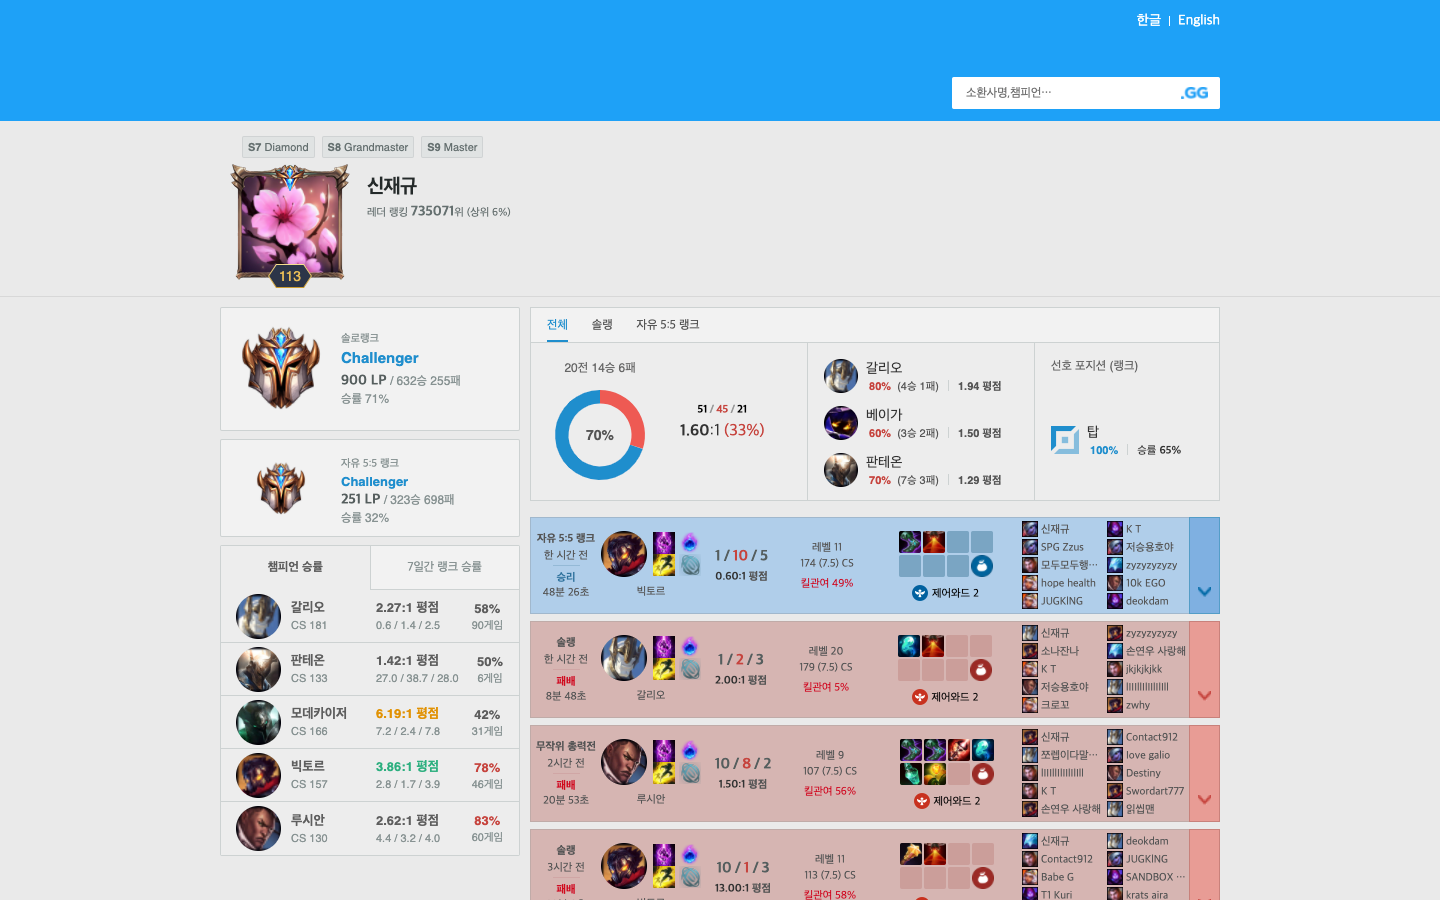 한글 | English
소환사명,챔피언… .GG
S7 Diamond S8 Grandmaster S9 Master
신재규
레더 랭킹 735071위 (상위 6%)
113
솔로랭크
Challenger
900 LP / 632승 255패
승률 71%
자유 5:5 랭크
Challenger
251 LP / 323승 698패
승률 32%
챔피언 승률 7일간 랭크 승률
갈리오 2.27:1 평점 58%
CS 181 0.6 / 1.4 / 2.5 90게임
판테온 1.42:1 평점 50%
CS 133 27.0 / 38.7 / 28.0 6게임
모데카이저 6.19:1 평점 42%
CS 166 7.2 / 2.4 / 7.8 31게임
빅토르 3.86:1 평점 78%
CS 157 2.8 / 1.7 / 3.9 46게임
루시안 2.62:1 평점 83%
CS 130 4.4 / 3.2 / 4.0 60게임
전체 솔랭 자유 5:5 랭크
20전 14승 6패
70%
51 / 45 / 21
1.60:1 (33%)
갈리오
80% (4승 1패) 1.94 평점
베이가
60% (3승 2패) 1.50 평점
판테온
70% (7승 3패) 1.29 평점
선호 포지션 (랭크)
탑
100% 승률 65%
자유 5:5 랭크
한 시간 전
승리
48분 26초
빅토르
1 / 10 / 5
0.60:1 평점
레벨 11
174 (7.5) CS
킬관여 49%
제어와드 2
신재규 K T
SPG Zzus 저승용호야
모두모두행… zyzyzyzyzy
hope health 10k EGO
JUGKlNG deokdam
솔랭
한 시간 전
패배
8분 48초
갈리오
1 / 2 / 3
2.00:1 평점
레벨 20
179 (7.5) CS
킬관여 5%
제어와드 2
신재규 zyzyzyzyzy
소나잔나 손연우 사랑해
K T jkjkjkjkk
저승용호야
크로꼬 zwhy
무작위 총력전
2시간 전
패배
20분 53초
루시안
10 / 8 / 2
1.50:1 평점
레벨 9
107 (7.5) CS
킬관여 56%
제어와드 2
신재규 Contact912
쪼렙이다말… love galio
Destiny
K T Swordart777
손연우 사랑해 읽씹맨
솔랭
3시간 전
패배
10 / 1 / 3
13.00:1 평점
레벨 11
113 (7.5) CS
킬관여 58%
신재규 deokdam
Contact912 JUGKlNG
Babe G SANDBOX …
T1 Kuri krats aira